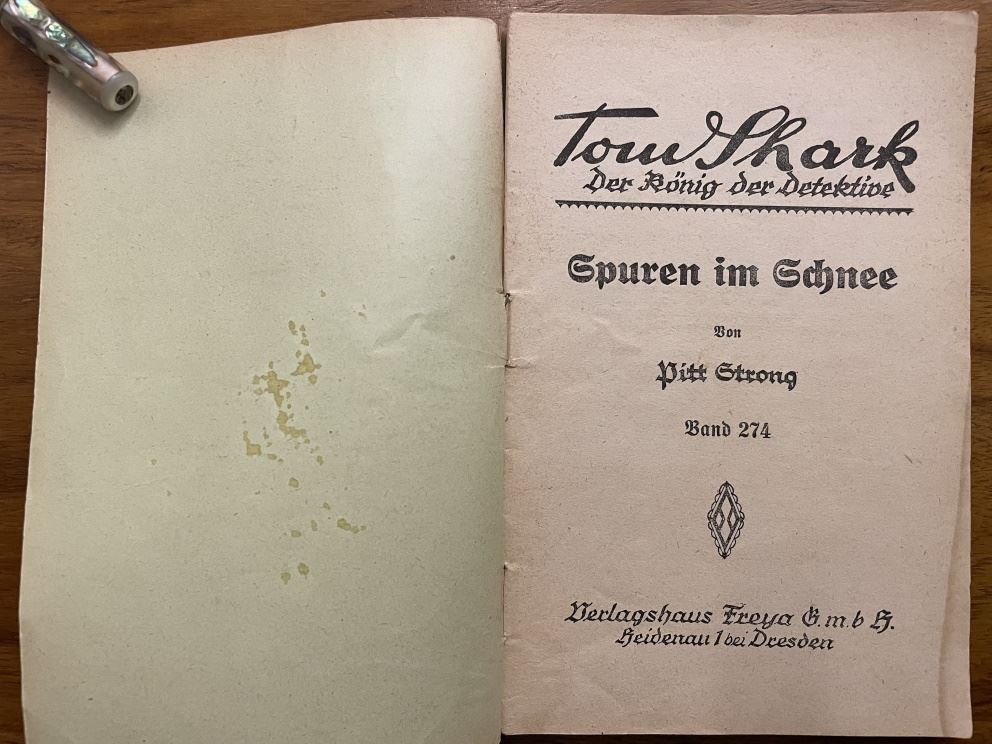 Tom Shark
Der König der Detektive
Spuren im Schnee
Von
Pitt Strong
Band 274
Verlagshaus Freya G. m. b H.
Heidenau 1 bei Dresden